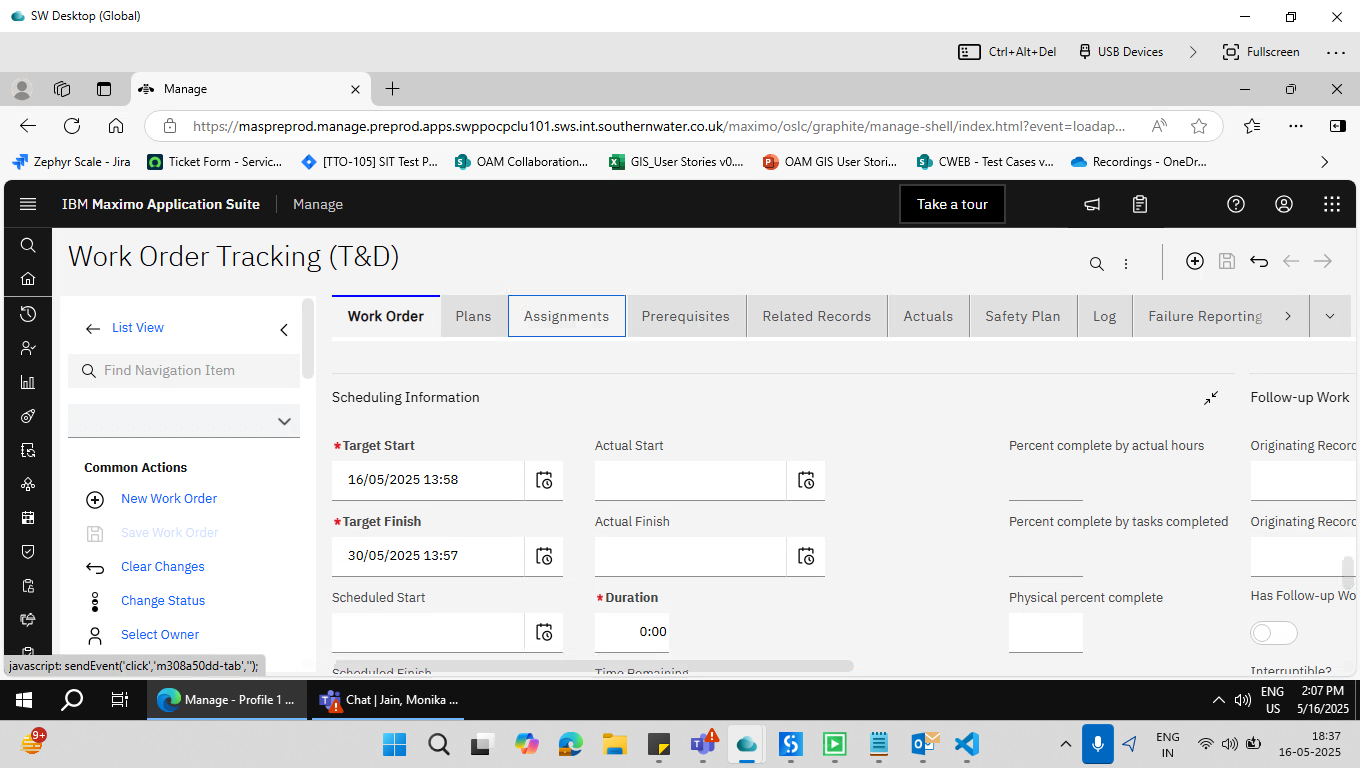 SW Desktop (Global)
Ctrl+Alt+Del
USB Devices
Fullscreen
Manage
https://maspreprod.manage.preprod.apps.swppocpclu101.sws.int.southernwater.co.uk/maximo/oslc/graphite/manage-shell/index.html?event=loadap...
Zephyr Scale - Jira
Ticket Form - Servic...
[TTO-105] SIT Test P...
OAM Collaboration...
GIS_User Stories v0....
OAM GIS User Stori...
CWEB - Test Cases v...
Recordings - OneDr...
IBM Maximo Application Suite
Manage
Take a tour
Work Order Tracking (T&D)
List View
Find Navigation Item
Common Actions
New Work Order
Save Work Order
Clear Changes
Change Status
Select Owner
Work Order
Plans
Assignments
Prerequisites
Related Records
Actuals
Safety Plan
Log
Failure Reporting
Scheduling Information
Follow-up Work
*Target Start
Actual Start
Percent complete by actual hours
Originating Record
16/05/2025 13:58
*Target Finish
Actual Finish
Percent complete by tasks completed
Originating Record
30/05/2025 13:57
Scheduled Start
*Duration
Physical percent complete
Has Follow-up Wo
0:00
Scheduled Finish
Time Remaining
Interruptible?
javascript: sendEvent('click','m308a50dd-tab','');
Manage - Profile 1 ...
Chat | Jain, Monika ...
ENG
US
2:07 PM
5/16/2025
9+
ENG
IN
18:37
16-05-2025